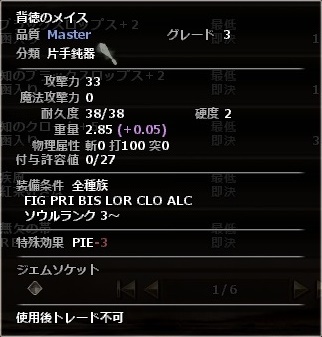 背徳のメイス
品質 Master グレード 3
分類 片手鈍器
攻撃力 33
魔法攻撃力 0
耐久度 38/38 硬度 2
重量 2.85 (+0.05)
物理属性 斬0 打100 突0
付与許容値 0/27
装備条件 全種族
FIG PRI BIS LOR CLO ALC
ソウルランク 3～
特殊効果 PIE-3
ジェムソケット
1/6
使用後トレード不可